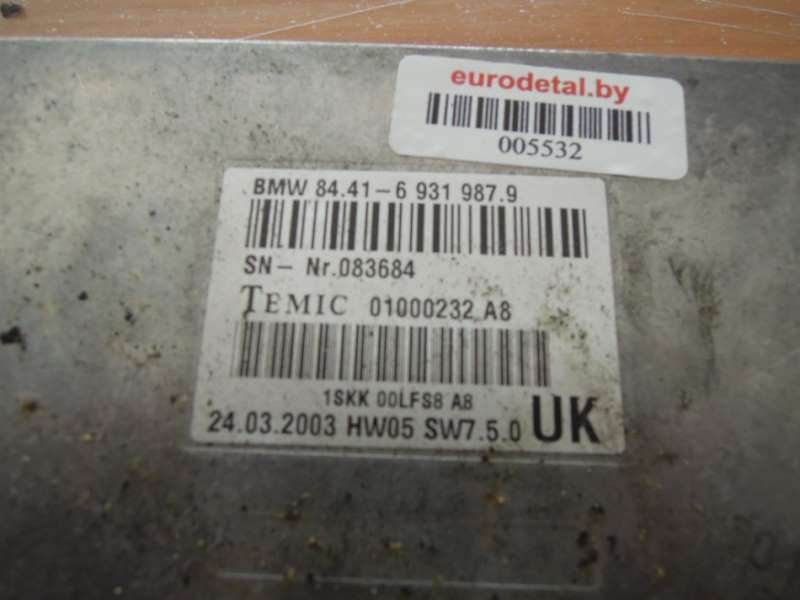 eurodetal.by
005532
BMW 84.41-6 931 987.9
SN- Nr.083684
TEMIC 01000232 A8
1SKK 00LFS8 A8
24.03.2003 HW05 SW7.5.0 UK